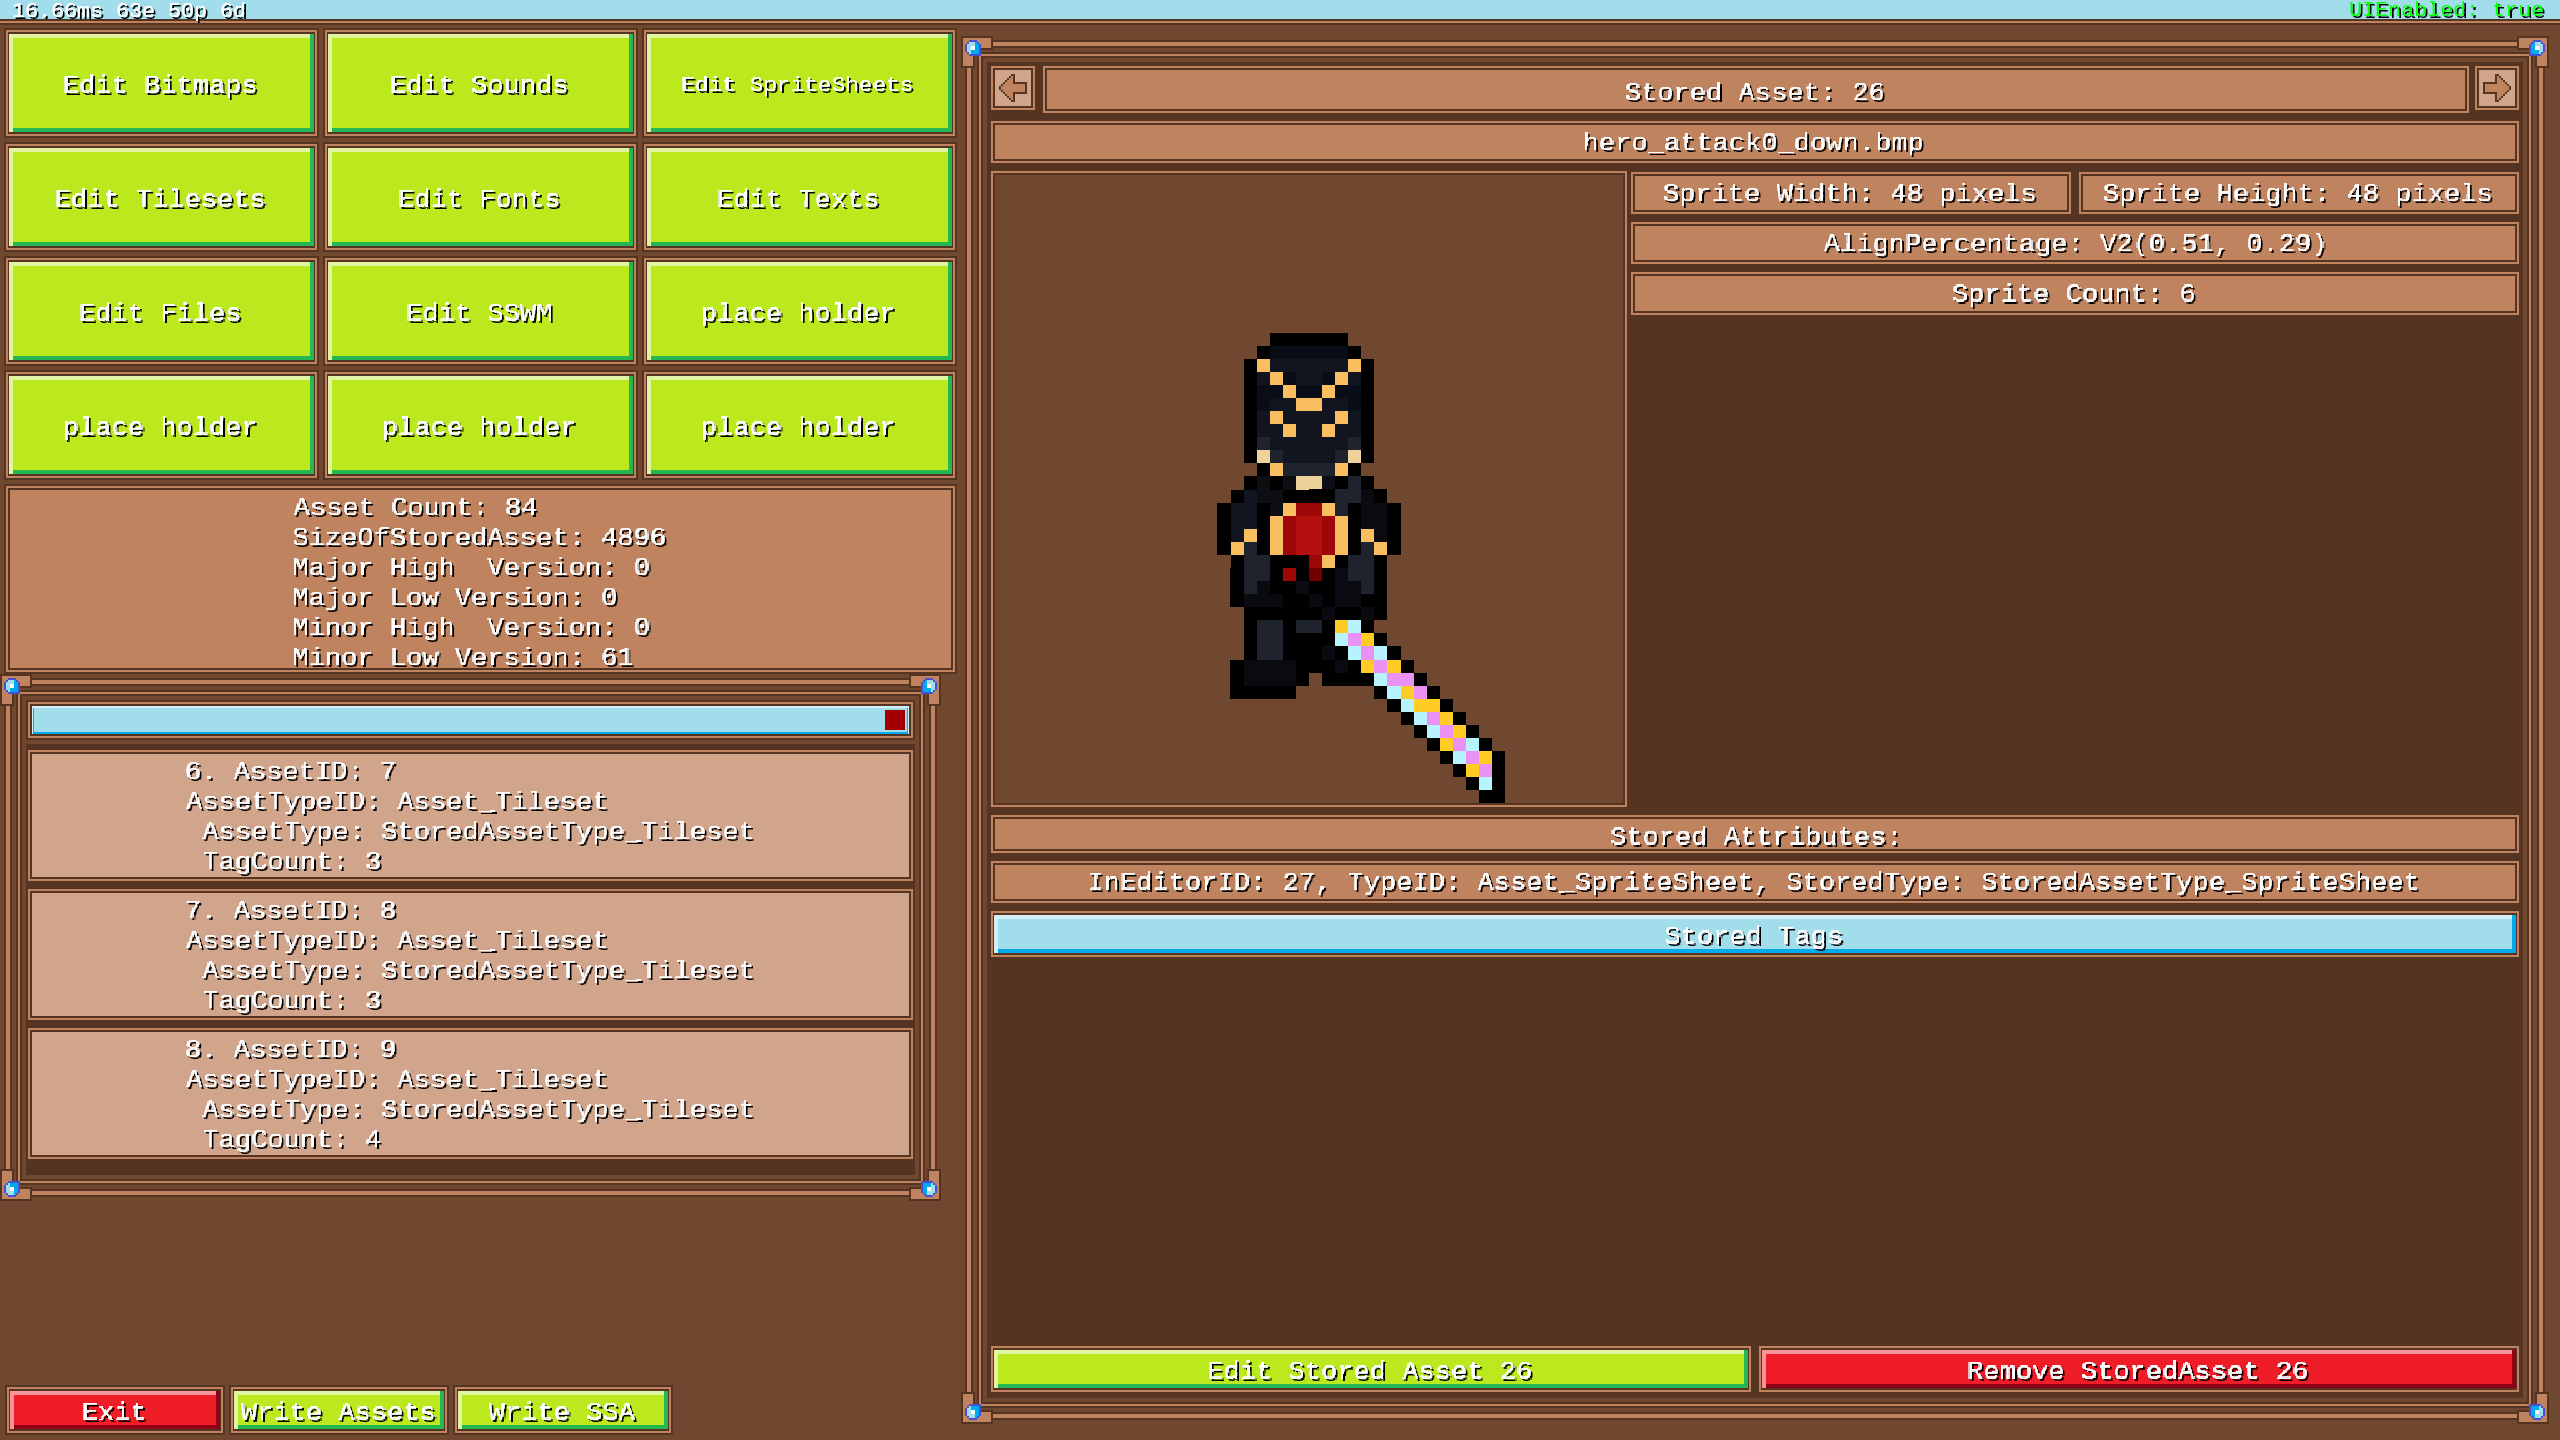 16.66ms 63e 50p 6d
UIEnabled: true
Edit Bitmaps
Edit Sounds
Edit SpriteSheets
Edit Tilesets
Edit Fonts
Edit Texts
Edit Files
Edit SSWM
place holder
place holder
place holder
place holder
Asset Count: 84
SizeOfStoredAsset: 4896
Major High  Version: 0
Major Low Version: 0
Minor High  Version: 0
Minor Low Version: 61
6. AssetID: 7
AssetTypeID: Asset_Tileset
AssetType: StoredAssetType_Tileset
TagCount: 3
7. AssetID: 8
AssetTypeID: Asset_Tileset
AssetType: StoredAssetType_Tileset
TagCount: 3
8. AssetID: 9
AssetTypeID: Asset_Tileset
AssetType: StoredAssetType_Tileset
TagCount: 4
Exit
Write Assets
Write SSA
Stored Asset: 26
hero_attack0_down.bmp
Sprite Width: 48 pixels
Sprite Height: 48 pixels
AlignPercentage: V2(0.51, 0.29)
Sprite Count: 6
Stored Attributes:
InEditorID: 27, TypeID: Asset_SpriteSheet, StoredType: StoredAssetType_SpriteSheet
Stored Tags
Edit Stored Asset 26
Remove StoredAsset 26